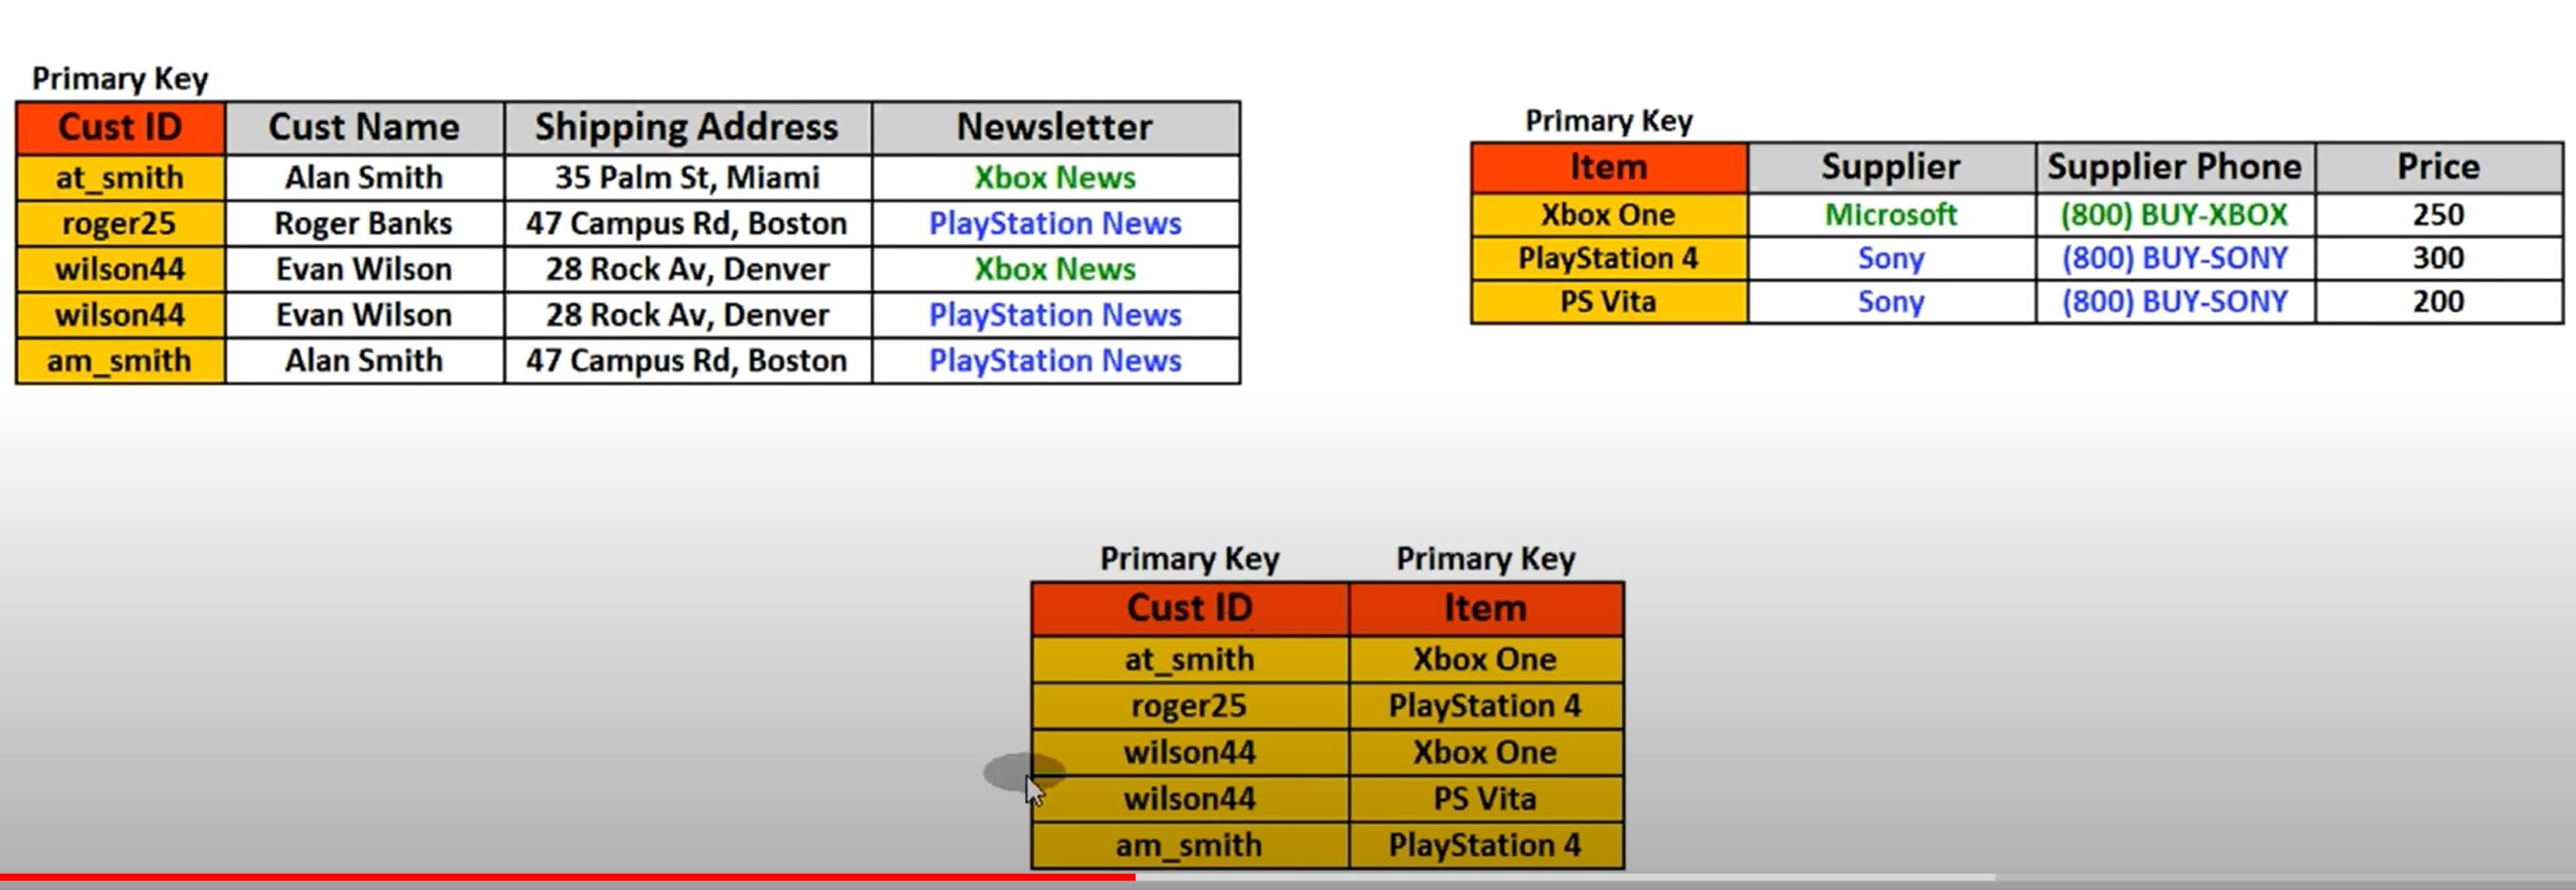 Primary Key
Cust ID Cust Name Shipping Address Newsletter
at_smith Alan Smith 35 Palm St, Miami Xbox News
roger25 Roger Banks 47 Campus Rd, Boston PlayStation News
wilson44 Evan Wilson 28 Rock Av, Denver Xbox News
wilson44 Evan Wilson 28 Rock Av, Denver PlayStation News
am_smith Alan Smith 47 Campus Rd, Boston PlayStation News
Primary Key
Item Supplier Supplier Phone Price
Xbox One Microsoft (800) BUY-XBOX 250
PlayStation 4 Sony (800) BUY-SONY 300
PS Vita Sony (800) BUY-SONY 200
Primary Key Primary Key
Cust ID Item
at_smith Xbox One
roger25 PlayStation 4
wilson44 Xbox One
wilson44 PS Vita
am_smith PlayStation 4